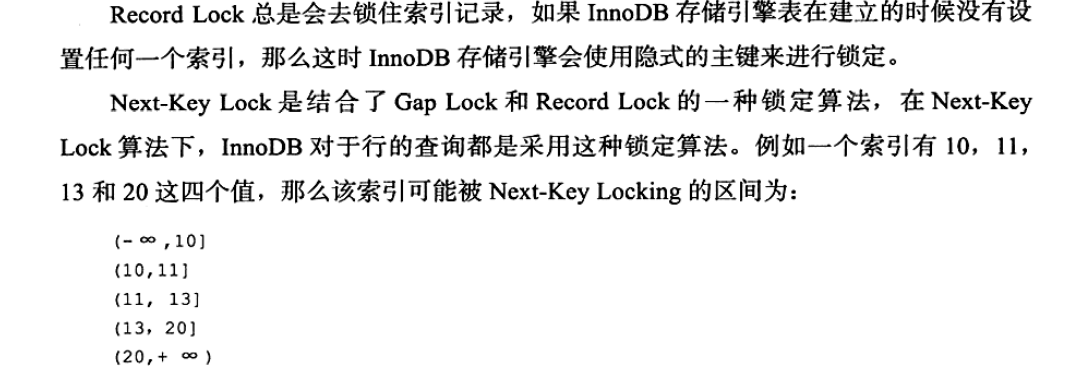 Record Lock 总是会去锁住索引记录，如果 InnoDB 存储引擎表在建立的时候没有设
置任何一个索引，那么这时 InnoDB 存储引擎会使用隐式的主键来进行锁定。
Next-Key Lock 是结合了 Gap Lock 和 Record Lock 的一种锁定算法，在 Next-Key
Lock 算法下，InnoDB 对于行的查询都是采用这种锁定算法。例如一个索引有 10，11，
13 和 20 这四个值，那么该索引可能被 Next-Key Locking 的区间为：
(- ∞ ,10]
(10,11]
(11, 13]
(13, 20]
(20,+ ∞ )